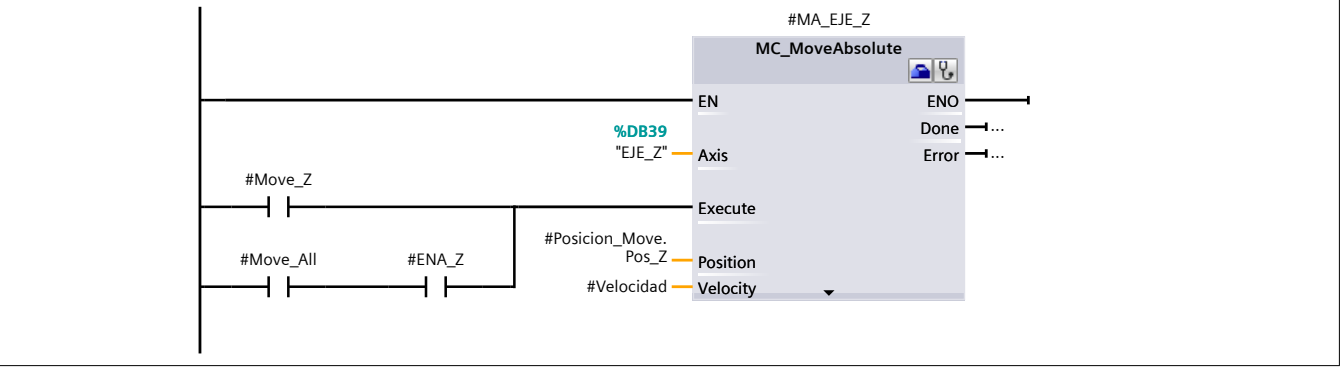 #MA_EJE_Z
MC_MoveAbsolute
EN
ENO
%DB39
"EJE_Z"
Axis
Done
...
Error
...
#Move_Z
Execute
#Move_All
#ENA_Z
#Posicion_Move.
Pos_Z
Position
#Velocidad
Velocity